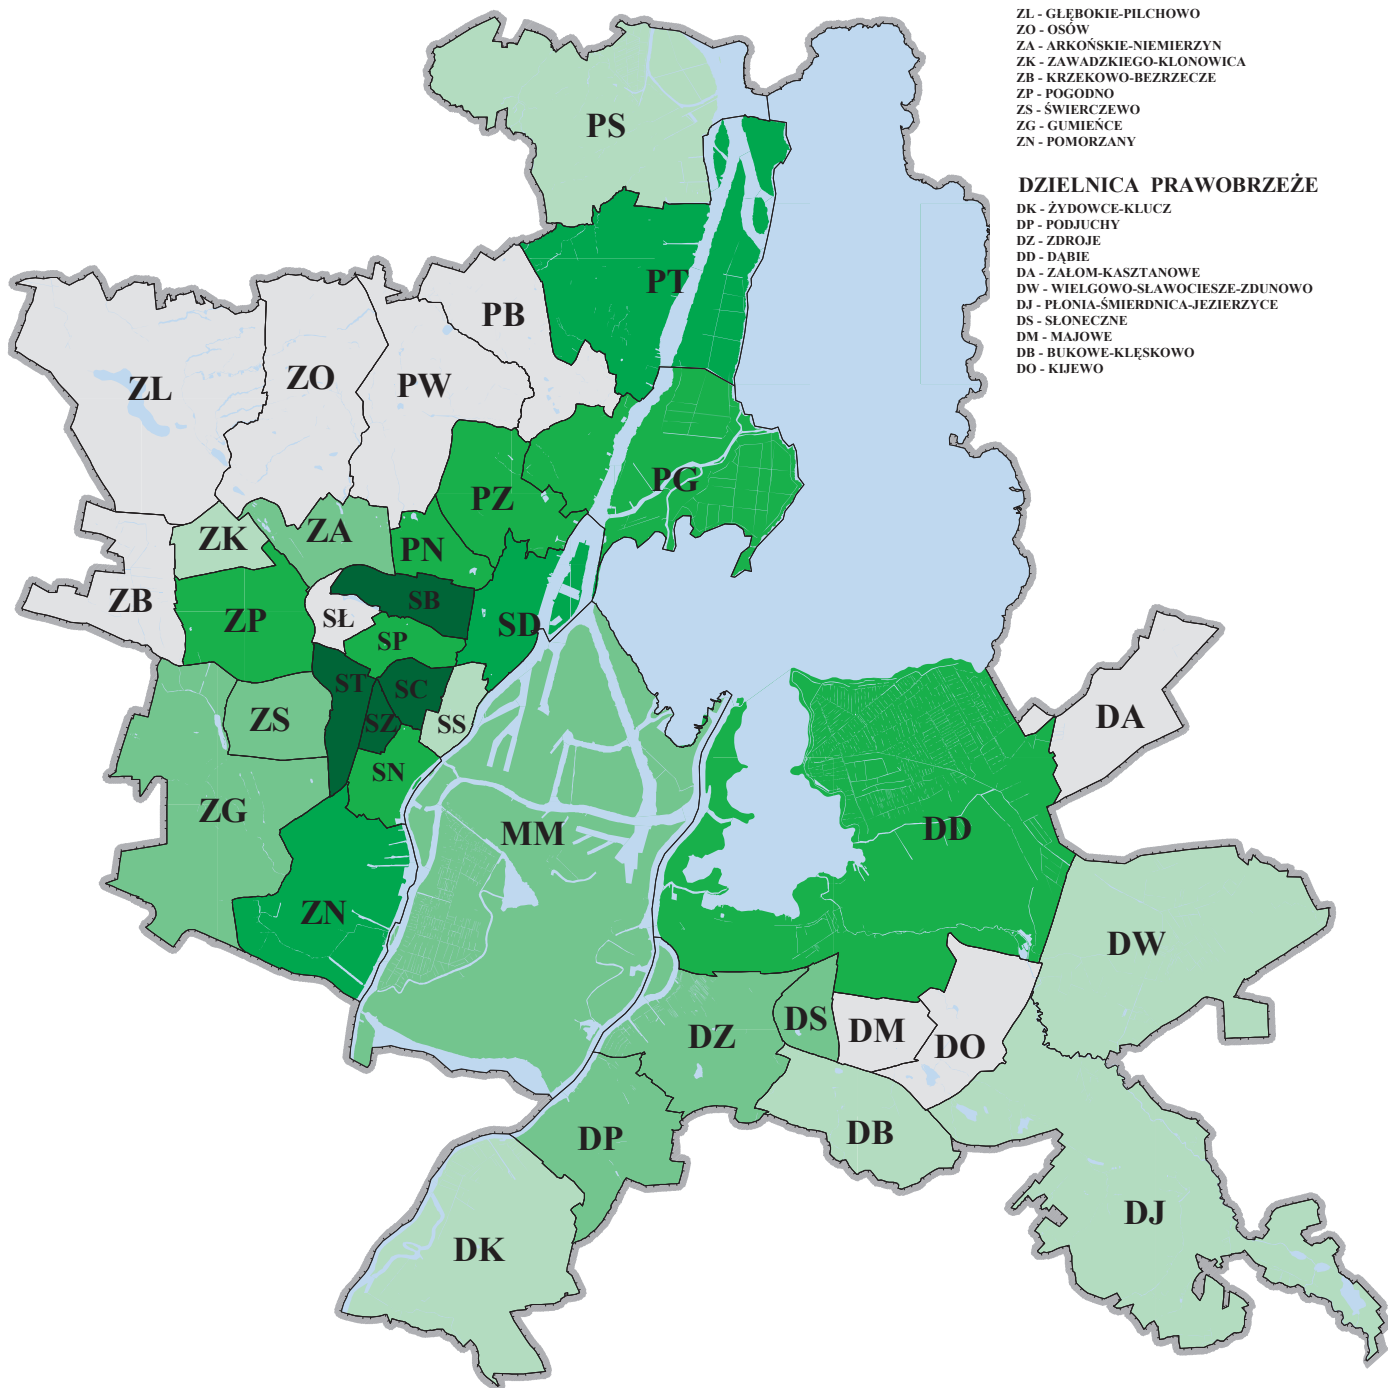 ZL - GŁĘBOKIE-PILCHOWO
ZO - OSÓW
ZA - ARKOŃSKIE-NIEMIERZYN
ZK - ZAWADZKIEGO-KLONOWICA
ZB - KRZEKOWO-BEZRZECZE
ZP - POGODNO
ZS - ŚWIERCZEWO
ZG - GUMIEŃCE
ZN - POMORZANY
DZIELNICA PRAWOBRZEŻE
DK - ŻYDOWCE-KLUCZ
DP - PODJUCHY
DZ - ZDROJE
DD - DĄBIE
DA - ZAŁOM-KASZTANOWE
DW - WIELGOWO-SŁAWOCIESZE-ZDUNOWO
DJ - PŁONIA-ŚMIERDNICA-JEZIERZYCE
DS - SŁONECZNE
DM - MAJOWE
DB - BUKOWE-KLĘSKOWO
DO - KIJEWO
PS
PT
PB
ZL
ZO
PW
PG
PZ
ZK
ZA
PN
ZB
ZP
SŁ
SB
SP
SD
ST
SC
SZ
SS
ZS
SN
DA
ZG
MM
DD
ZN
DW
DS
DM
DZ
DO
DP
DB
DJ
DK